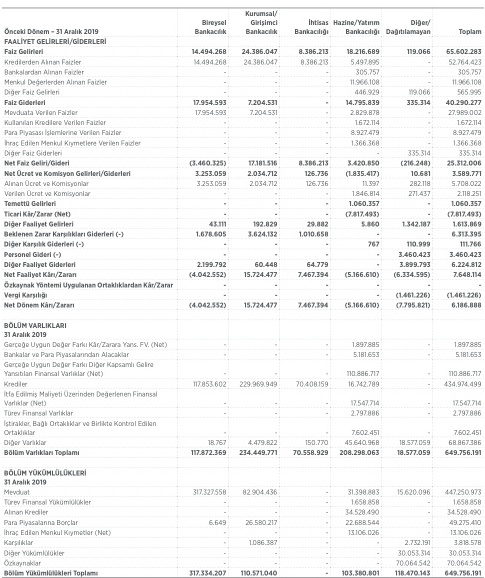 Kurumsal/
Bireysel Girişimci İhtisas Hazine/Yatırım Diğer/
Önceki Dönem – 31 Aralık 2019 Bankacılık Bankacılık Bankacılığı Bankacılığı Dağıtılamayan Toplam
FAALİYET GELİRLERİ/GİDERLERİ
Faiz Gelirleri 14.494.268 24.386.047 8.386.213 18.216.689 119.066 65.602.283
Kredilerden Alınan Faizler 14.494.268 24.386.047 8.386.213 5.497.895 - 52.764.423
Bankalardan Alınan Faizler - - - 305.757 - 305.757
Menkul Değerlerden Alınan Faizler - - - 11.966.108 - 11.966.108
Diğer Faiz Gelirleri - - - 446.929 119.066 565.995
Faiz Giderleri 17.954.593 7.204.531 - 14.795.839 335.314 40.290.277
Mevduata Verilen Faizler 17.954.593 7.204.531 - 2.829.878 - 27.989.002
Kullanılan Kredilere Verilen Faizler - - - 1.672.114 - 1.672.114
Para Piyasası İşlemlerine Verilen Faizler - - - 8.927.479 - 8.927.479
İhraç Edilen Menkul Kıymetlere Verilen Faizler - - - 1.366.368 - 1.366.368
Diğer Faiz Giderleri - - - - 335.314 335.314
Net Faiz Geliri/Gideri (3.460.325) 17.181.516 8.386.213 3.420.850 (216.248) 25.312.006
Net Ücret ve Komisyon Gelirleri/Giderleri 3.253.059 2.034.712 126.736 (1.835.417) 10.681 3.589.771
Alınan Ücret ve Komisyonlar 3.253.059 2.034.712 126.736 11.397 282.118 5.708.022
Verilen Ücret ve Komisyonlar - - - 1.846.814 271.437 2.118.251
Temettü Gelirleri - - - 1.060.357 - 1.060.357
Ticari Kâr/Zarar (Net) - - - (7.817.493) - (7.817.493)
Diğer Faaliyet Gelirleri 43.111 192.829 29.882 5.860 1.342.187 1.613.869
Beklenen Zarar Karşılıkları Giderleri (-) 1.678.605 3.624.132 1.010.658 - - 6.313.395
Diğer Karşılık Giderleri (-) - - - 767 110.999 111.766
Personel Gideri (-) - - - - 3.460.423 3.460.423
Diğer Faaliyet Giderleri 2.199.792 60.448 64.779 - 3.899.793 6.224.812
Net Faaliyet Kârı/Zararı (4.042.552) 15.724.477 7.467.394 (5.166.610) (6.334.595) 7.648.114
Özkaynak Yöntemi Uygulanan Ortaklıklardan Kâr/Zarar - - - - - -
Vergi Karşılığı - - - - (1.461.226) (1.461.226)
Net Dönem Kârı/Zararı (4.042.552) 15.724.477 7.467.394 (5.166.610) (7.795.821) 6.186.888
BÖLÜM VARLIKLARI
31 Aralık 2019
Gerçeğe Uygun Değer Farkı Kâr/Zarara Yans. FV. (Net) - - - 1.897.885 - 1.897.885
Bankalar ve Para Piyasalarından Alacaklar - - - 5.181.653 - 5.181.653
Gerçeğe Uygun Değer Farkı Diğer Kapsamlı Gelire
Yansıtılan Finansal Varlıklar (Net) - - - 110.886.717 - 110.886.717
Krediler 117.853.602 229.969.949 70.408.159 16.742.789 - 434.974.499
İtfa Edilmiş Maliyeti Üzerinden Değerlenen Finansal
Varlıklar (Net) - - - 17.547.714 - 17.547.714
Türev Finansal Varlıklar - - - 2.797.886 - 2.797.886
İştirakler, Bağlı Ortaklıklar ve Birlikte Kontrol Edilen
Ortaklıklar - - - 7.602.451 - 7.602.451
Diğer Varlıklar 18.767 4.479.822 150.770 45.640.968 18.577.059 68.867.386
Bölüm Varlıkları Toplamı 117.872.369 234.449.771 70.558.929 208.298.063 18.577.059 649.756.191
BÖLÜM YÜKÜMLÜLÜKLERİ
31 Aralık 2019
Mevduat 317.327.558 82.904.436 - 31.398.883 15.620.096 447.250.973
Türev Finansal Yükümlülükler - - - 1.658.858 - 1.658.858
Alınan Krediler - - - 34.528.490 - 34.528.490
Para Piyasalarına Borçlar 6.649 26.580.217 - 22.688.544 - 49.275.410
İhraç Edilen Menkul Kıymetler (Net) - - - 13.106.026 - 13.106.026
Karşılıklar - 1.086.387 - - 2.732.191 3.818.578
Diğer Yükümlülükler - - - - 30.053.314 30.053.314
Özkaynaklar - - - - 70.064.542 70.064.542
Bölüm Yükümlülükleri Toplamı 317.334.207 110.571.040 - 103.380.801 118.470.143 649.756.191